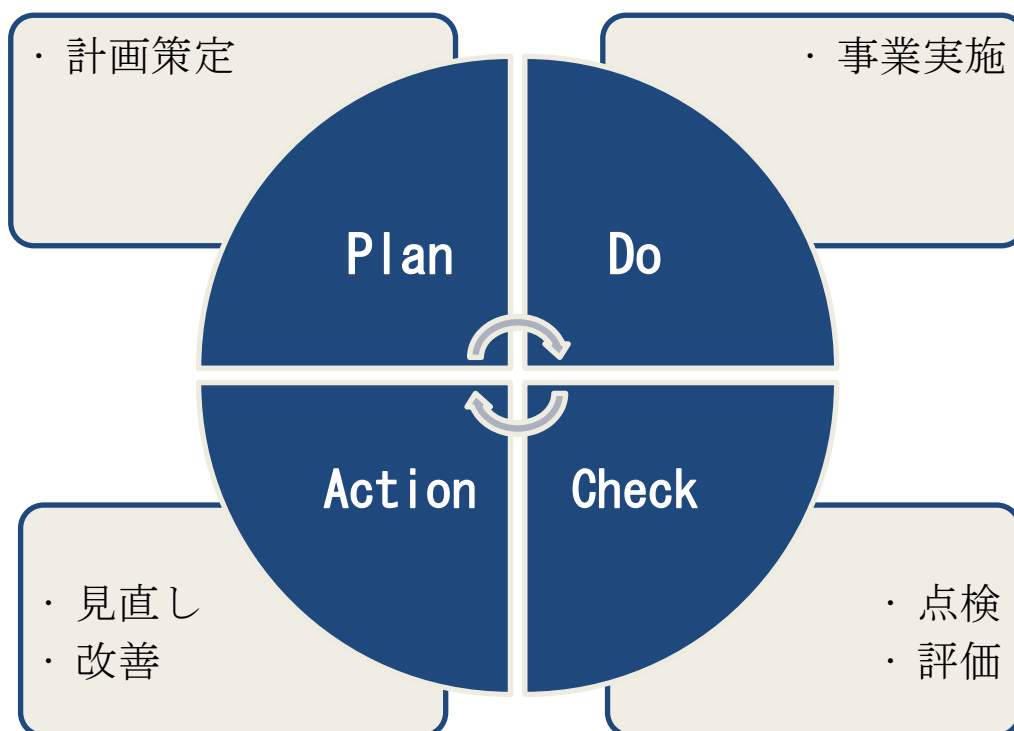 ・計画策定
・事業実施
Plan
Do
Action
Check
・見直し
・改善
・点検
・評価